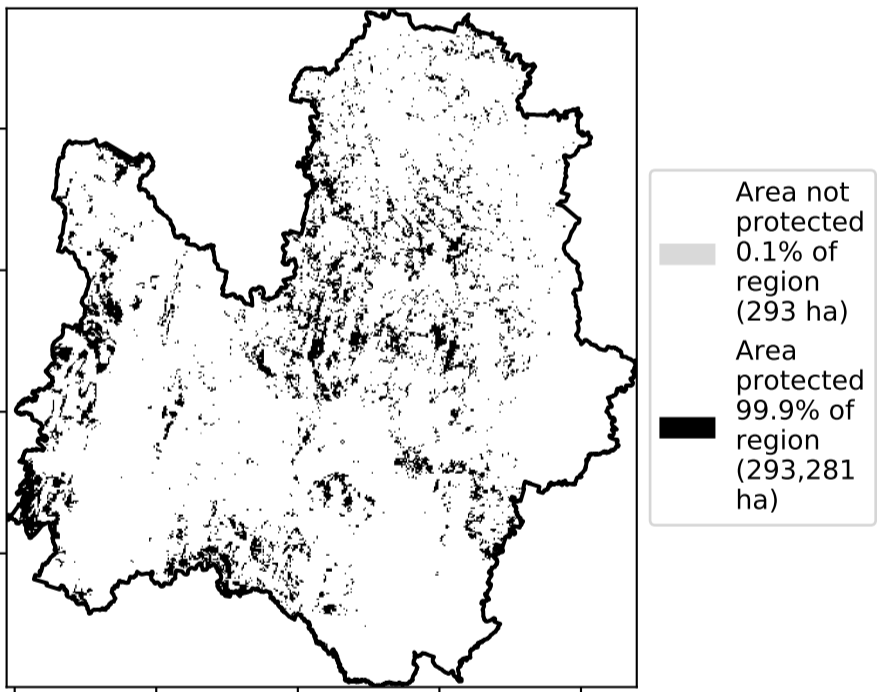 Area not
protected
0.1% of
region
(293 ha)
Area
protected
99.9% of
region
(293,281
ha)